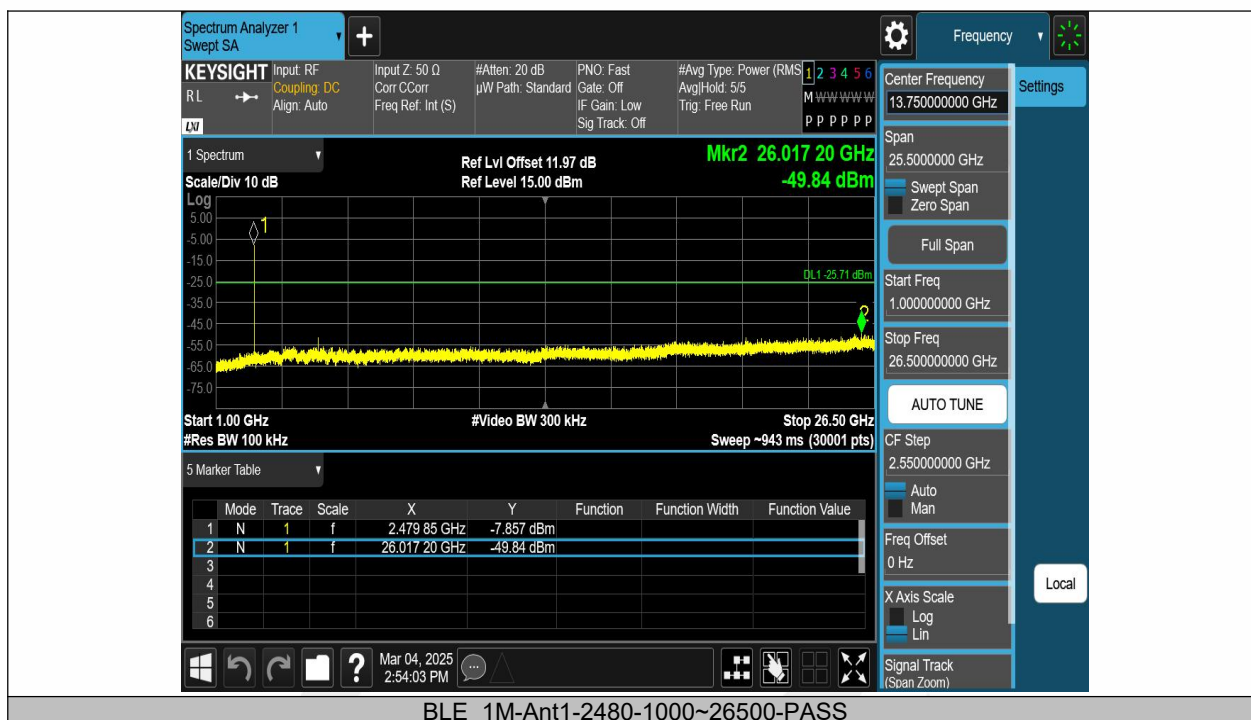 Spectrum Analyzer 1
Swept SA
+
Frequency
KEYSIGHT
RL
LXI
Input: RF
Coupling: DC
Align: Auto
Input Z: 50 Ω
Corr CCorr
Freq Ref: Int (S)
#Atten: 20 dB
µW Path: Standard
PNO: Fast
Gate: Off
IF Gain: Low
Sig Track: Off
#Avg Type: Power (RMS
Avg|Hold: 5/5
Trig: Free Run
1 2 3 4 5 6
M W W W W W
P P P P P P
Center Frequency
13.750000000 GHz
Settings
Span
25.5000000 GHz
Swept Span
Zero Span
Full Span
Start Freq
1.000000000 GHz
Stop Freq
26.500000000 GHz
AUTO TUNE
CF Step
2.550000000 GHz
Auto
Man
Freq Offset
0 Hz
X Axis Scale
Log
Lin
Signal Track
(Span Zoom)
Local
1 Spectrum
Scale/Div 10 dB
Ref Lvl Offset 11.97 dB
Ref Level 15.00 dBm
Mkr2 26.017 20 GHz
-49.84 dBm
Log
5.00
-5.00
-15.0
-25.0
-35.0
-45.0
-55.0
-65.0
-75.0
1
DL1 -25.71 dBm
2
Start 1.00 GHz
#Video BW 300 kHz
Stop 26.50 GHz
#Res BW 100 kHz
Sweep ~943 ms (30001 pts)
5 Marker Table
Mode Trace Scale X Y Function Function Width Function Value
1 N 1 f 2.479 85 GHz -7.857 dBm
2 N 1 f 26.017 20 GHz -49.84 dBm
3
4
5
6
?
Mar 04, 2025
2:54:03 PM
BLE_1M-Ant1-2480-1000~26500-PASS